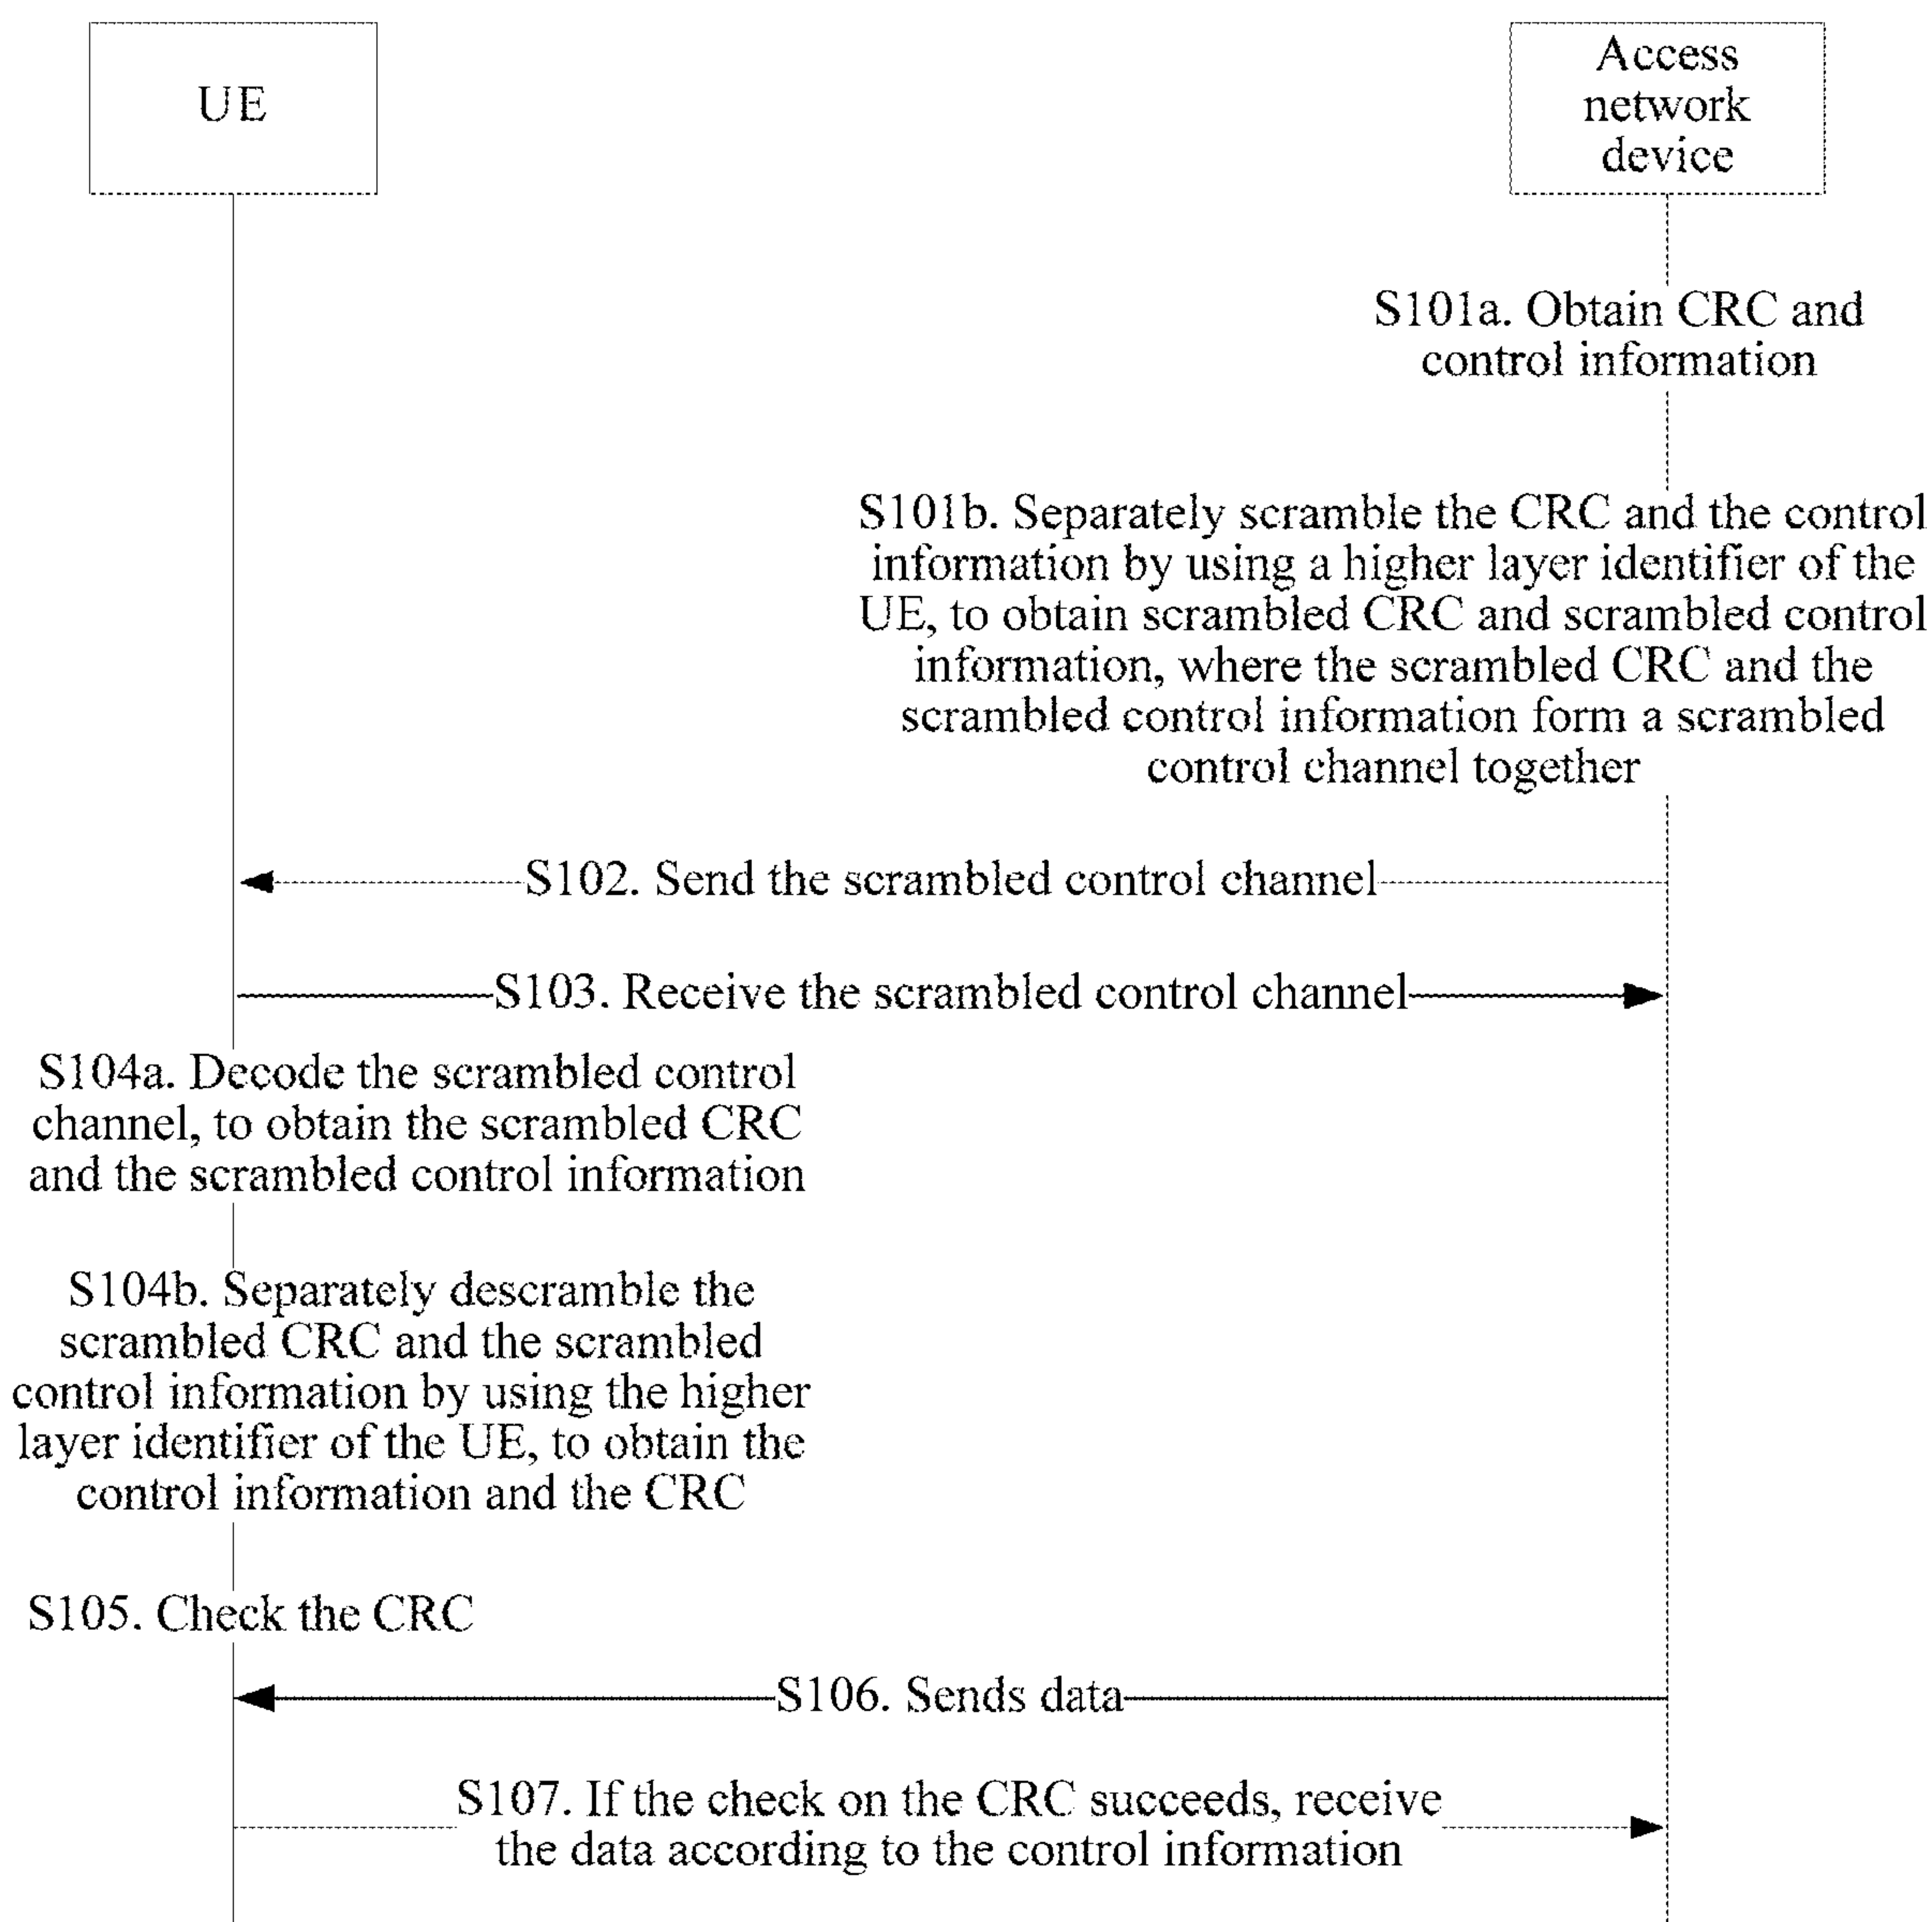 UE
Access
network
device
S101a. Obtain CRC and
control information
S101b. Separately scramble the CRC and the control
information by using a higher layer identifier of the
UE, to obtain scrambled CRC and scrambled control
information, where the scrambled CRC and the
scrambled control information form a scrambled
control channel together
S102. Send the scrambled control channel
S103. Receive the scrambled control channel
S104a. Decode the scrambled control
channel, to obtain the scrambled CRC
and the scrambled control information
S104b. Separately descramble the
scrambled CRC and the scrambled
control information by using the higher
layer identifier of the UE, to obtain the
control information and the CRC
S105. Check the CRC
S106. Sends data
S107. If the check on the CRC succeeds, receive
the data according to the control information